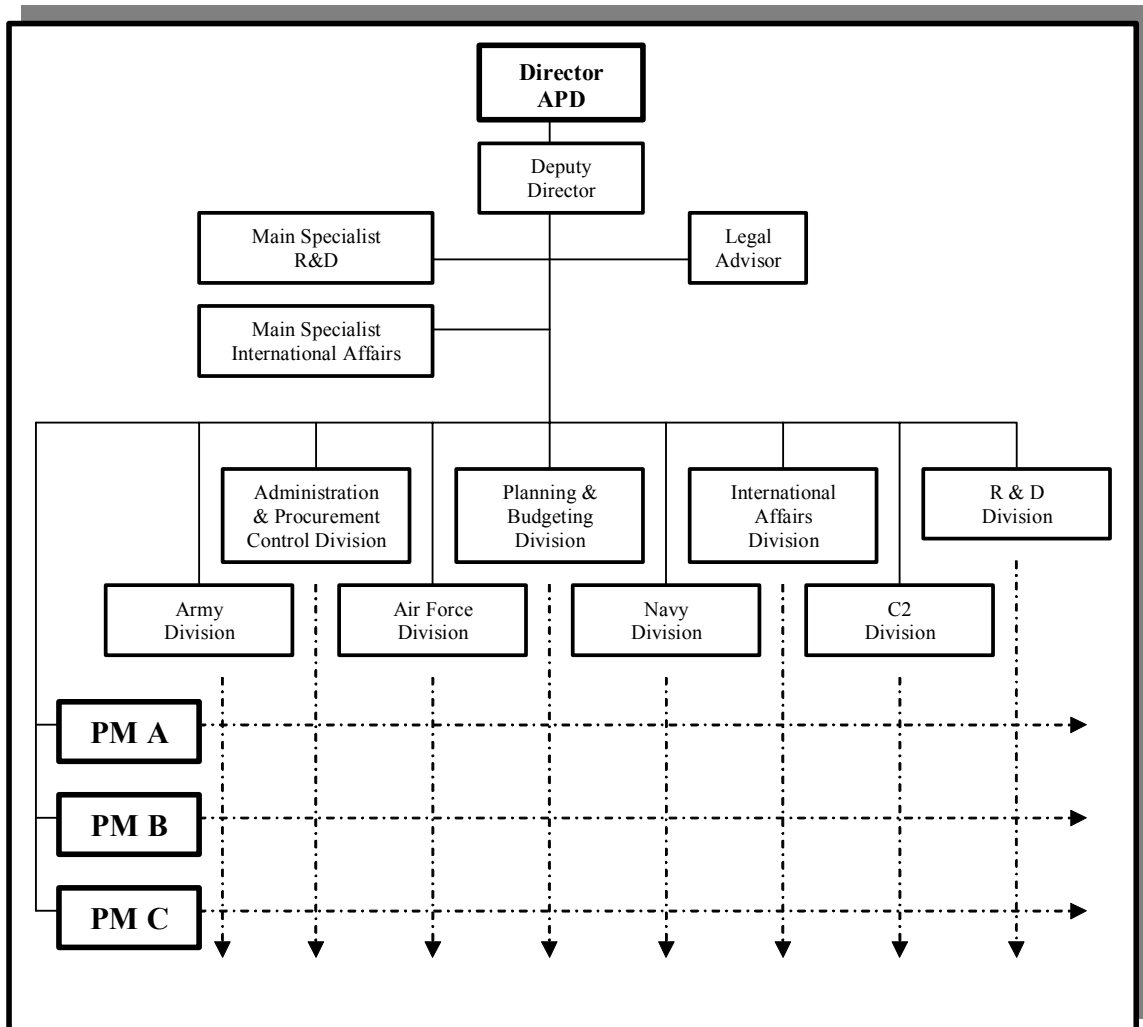 Director
APD
Deputy
Director
Main Specialist
R&D
Legal
Advisor
Main Specialist
International Affairs
Administration
& Procurement
Control Division
Planning &
Budgeting
Division
International
Affairs
Division
R & D
Division
Army
Division
Air Force
Division
Navy
Division
C2
Division
PM A
PM B
PM C